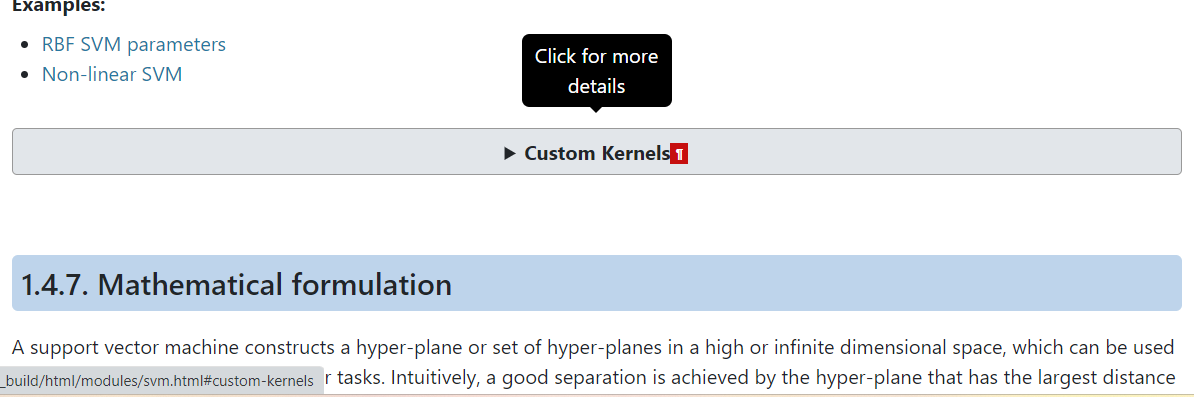 Examples:
RBF SVM parameters
Non-linear SVM
Click for more
details
Custom Kernels¶
1.4.7. Mathematical formulation
A support vector machine constructs a hyper-plane or set of hyper-planes in a high or infinite dimensional space, which can be used
_build/html/modules/svm.html#custom-kernels
r tasks. Intuitively, a good separation is achieved by the hyper-plane that has the largest distance